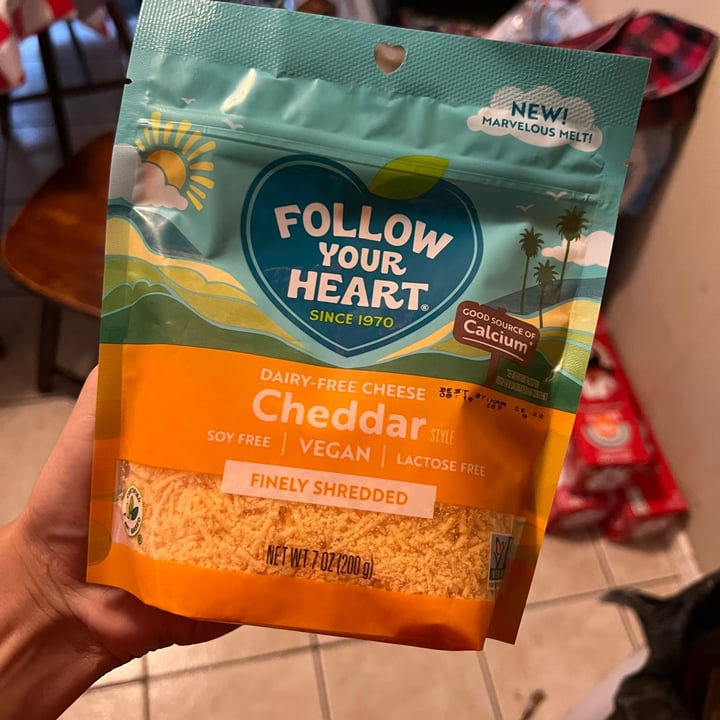 NEW!
MARVELOUS MELT!
FOLLOW
YOUR
HEART®
SINCE 1970
GOOD SOURCE OF
Calcium*
DAIRY-FREE CHEESE
Cheddar STYLE
SOY FREE | VEGAN | LACTOSE FREE
FINELY SHREDDED
NET WT 7 OZ (200 g)